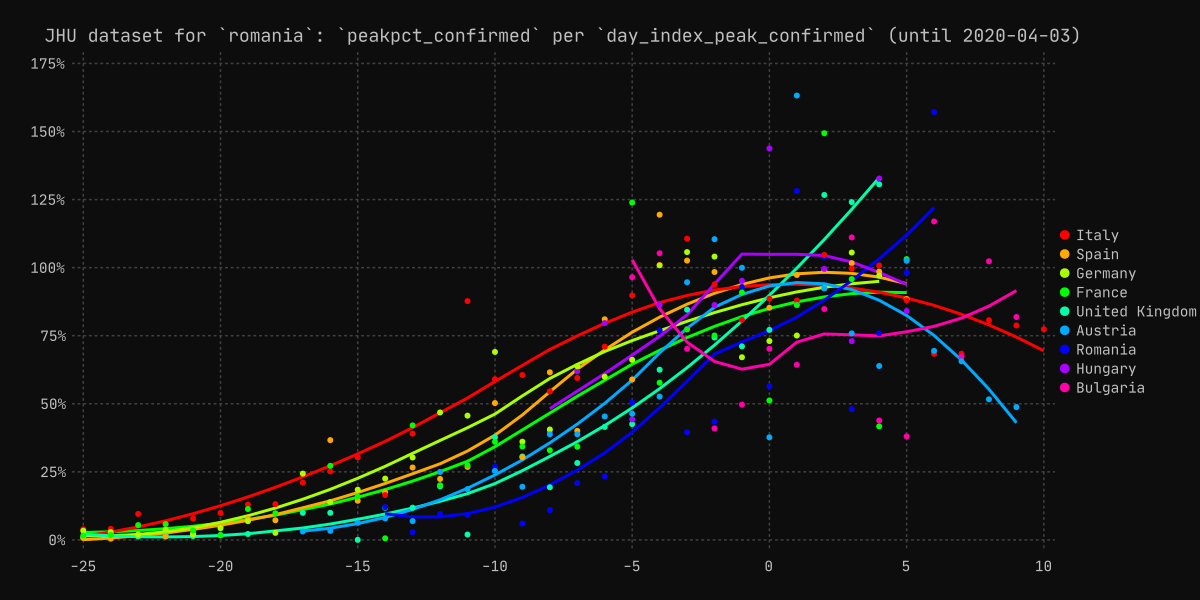 JHU dataset for `romania`: `peakpct_confirmed` per `day_index_peak_confirmed` (until 2020-04-03)
175%
150%
125%
100%
75%
50%
25%
0%
-25
-20
-15
-10
-5
0
5
10
Italy
Spain
Germany
France
United Kingdom
Austria
Romania
Hungary
Bulgaria